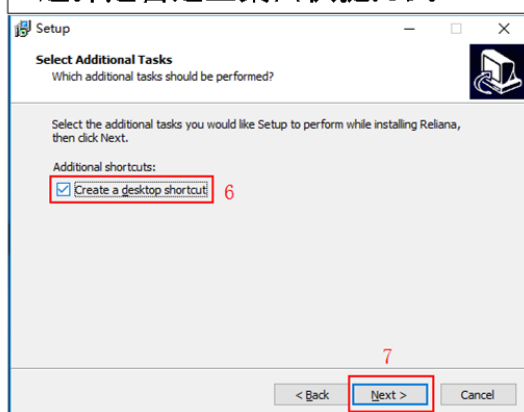 Setup
Select Additional Tasks
Which additional tasks should be performed?
Select the additional tasks you would like Setup to perform while installing Reliana,
then click Next.
Additional shortcuts:
Create a desktop shortcut 6
7
< Back Next > Cancel